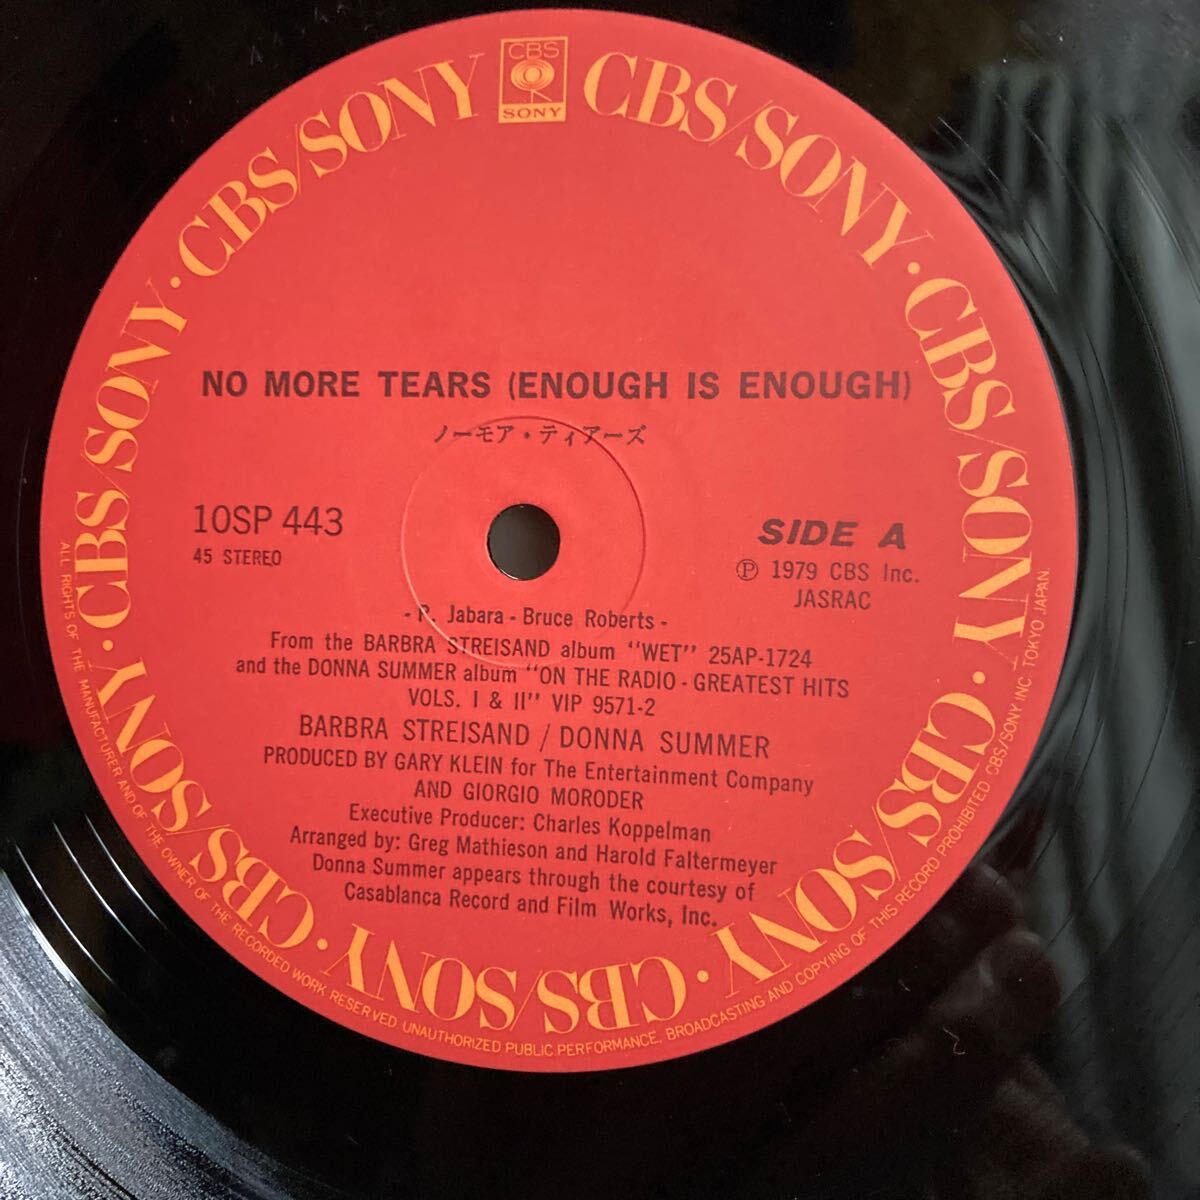 CBS
SONY
CBS/SONY · CBS/SONY · CBS/SONY · CBS/SONY · CBS/SONY · CBS/SONY · CBS/SONY · CBS/SONY
NO MORE TEARS (ENOUGH IS ENOUGH)
ノーモア・ティアーズ
10SP 443
45 STEREO
SIDE A
Ⓟ 1979 CBS Inc.
JASRAC
- P. Jabara - Bruce Roberts -
From the BARBRA STREISAND album "WET" 25AP-1724
and the DONNA SUMMER album "ON THE RADIO - GREATEST HITS
VOLS. I & II" VIP 9571-2
BARBRA STREISAND / DONNA SUMMER
PRODUCED BY GARY KLEIN for The Entertainment Company
AND GIORGIO MORODER
Executive Producer: Charles Koppelman
Arranged by: Greg Mathieson and Harold Faltermeyer
Donna Summer appears through the courtesy of
Casablanca Record and Film Works, Inc.
ALL RIGHTS OF THE MANUFACTURER AND OF THE OWNER OF THE RECORDED WORK RESERVED UNAUTHORIZED PUBLIC PERFORMANCE, BROADCASTING AND COPYING OF THIS RECORD PROHIBITED CBS/SONY INC. TOKYO JAPAN.